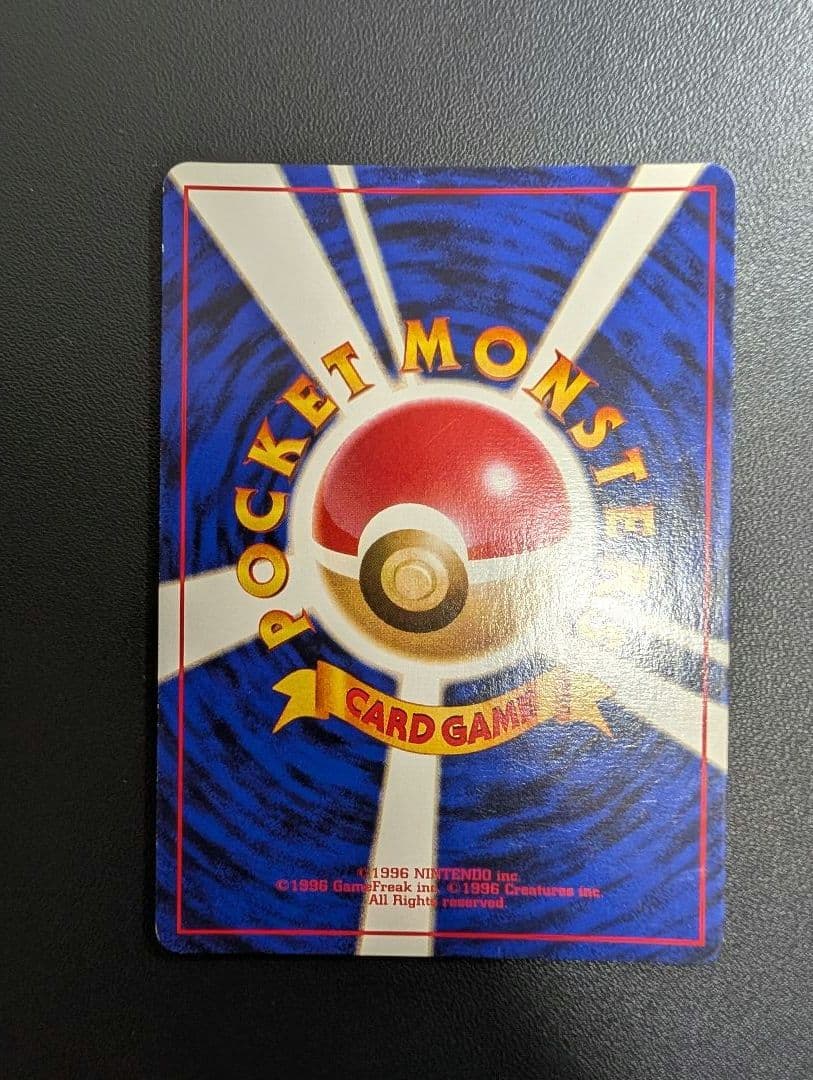 POCKET MONSTERS
CARD GAME
©1996 NINTENDO inc.
©1996 GameFreak inc. ©1996 Creatures inc.
All Rights reserved.